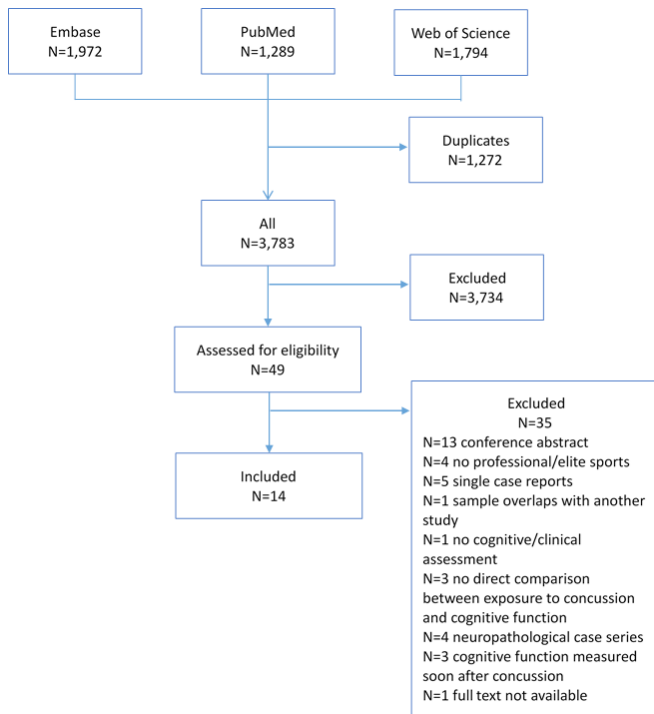 Embase
N=1,972
PubMed
N=1,289
Web of Science
N=1,794
Duplicates
N=1,272
All
N=3,783
Excluded
N=3,734
Assessed for eligibility
N=49
Excluded
N=35
N=13 conference abstract
N=4 no professional/elite sports
N=5 single case reports
N=1 sample overlaps with another
study
N=1 no cognitive/clinical
assessment
N=3 no direct comparison
between exposure to concussion
and cognitive function
N=4 neuropathological case series
N=3 cognitive function measured
soon after concussion
N=1 full text not available
Included
N=14